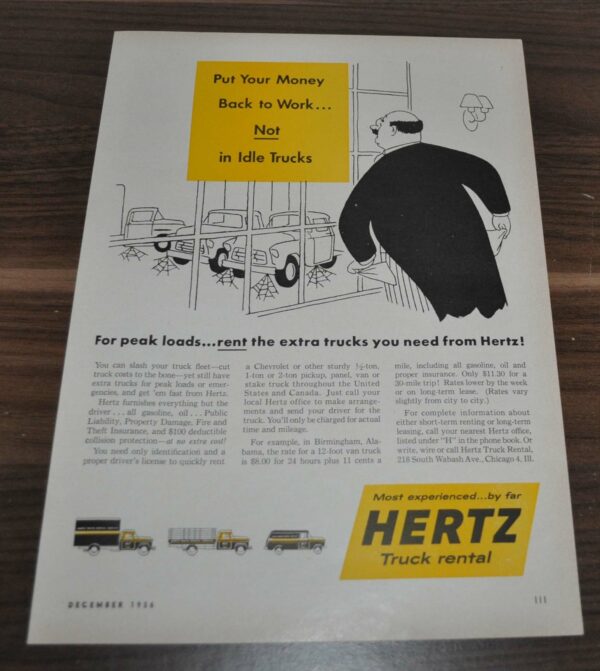 Put Your Money
Back to Work...
Not
in Idle Trucks
For peak loads...rent the extra trucks you need from Hertz!
You can slash your truck fleet—cut
truck costs to the bone—yet still have
extra trucks for peak loads or emer-
gencies, and get 'em fast from Hertz.
Hertz furnishes everything but the
driver . . . all gasoline, oil . . . Public
Liability, Property Damage, Fire and
Theft Insurance, and $100 deductible
collision protection—at no extra cost!
You need only identification and a
proper driver's license to quickly rent
a Chevrolet or other sturdy ½-ton,
1-ton or 2-ton pickup, panel, van or
stake truck throughout the United
States and Canada. Just call your
local Hertz office to make arrange-
ments and send your driver for the
truck. You'll only be charged for actual
time and mileage.
For example, in Birmingham, Ala-
bama, the rate for a 12-foot van truck
is $8.00 for 24 hours plus 11 cents a
mile, including all gasoline, oil and
proper insurance. Only $11.30 for a
30-mile trip! Rates lower by the week
or on long-term lease. (Rates vary
slightly from city to city.)
For complete information about
either short-term renting or long-term
leasing, call your nearest Hertz office,
listed under "H" in the phone book. Or
write, wire or call Hertz Truck Rental,
218 South Wabash Ave., Chicago 4, Ill.
Most experienced...by far
HERTZ
Truck rental
DECEMBER 1956
111